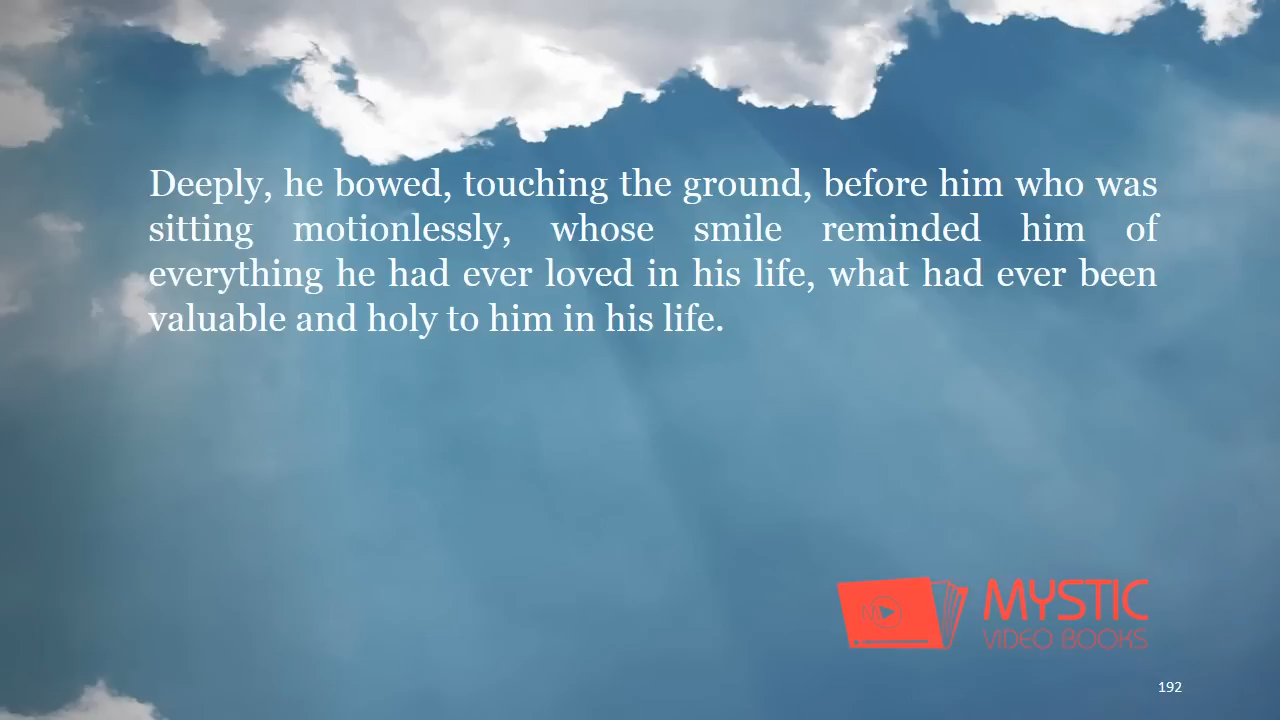 Deeply, he bowed, touching the ground, before him who was
sitting motionlessly, whose smile reminded him of
everything he had ever loved in his life, what had ever been
valuable and holy to him in his life.
MYSTIC
VIDEO BOOKS
192